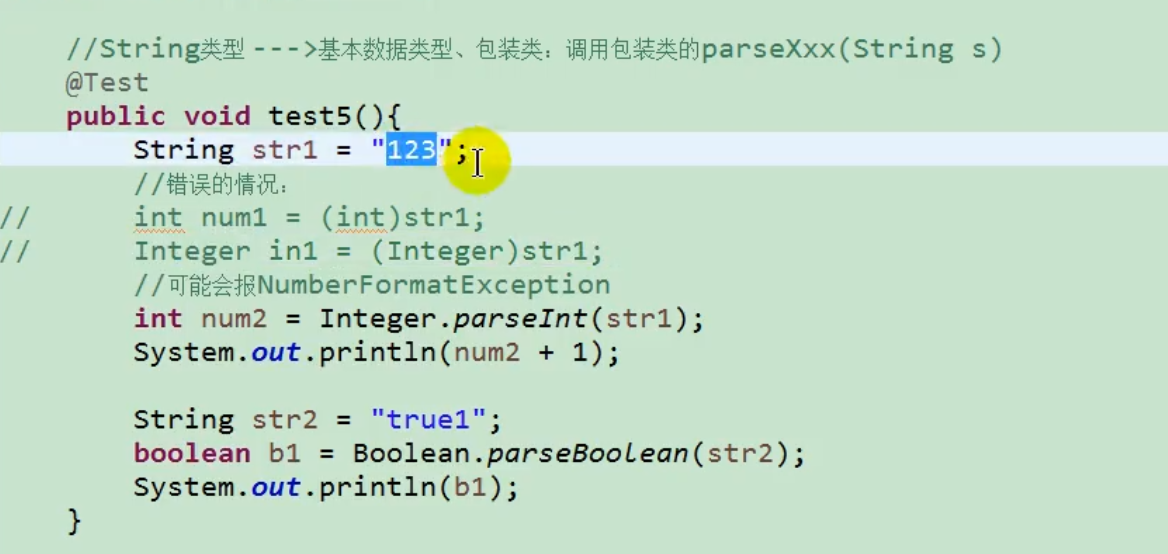 //String类型 --->基本数据类型、包装类：调用包装类的parseXxx(String s)
@Test
public void test5(){
String str1 = "123";
//错误的情况：
// int num1 = (int)str1;
// Integer in1 = (Integer)str1;
//可能会报NumberFormatException
int num2 = Integer.parseInt(str1);
System.out.println(num2 + 1);
String str2 = "true1";
boolean b1 = Boolean.parseBoolean(str2);
System.out.println(b1);
}